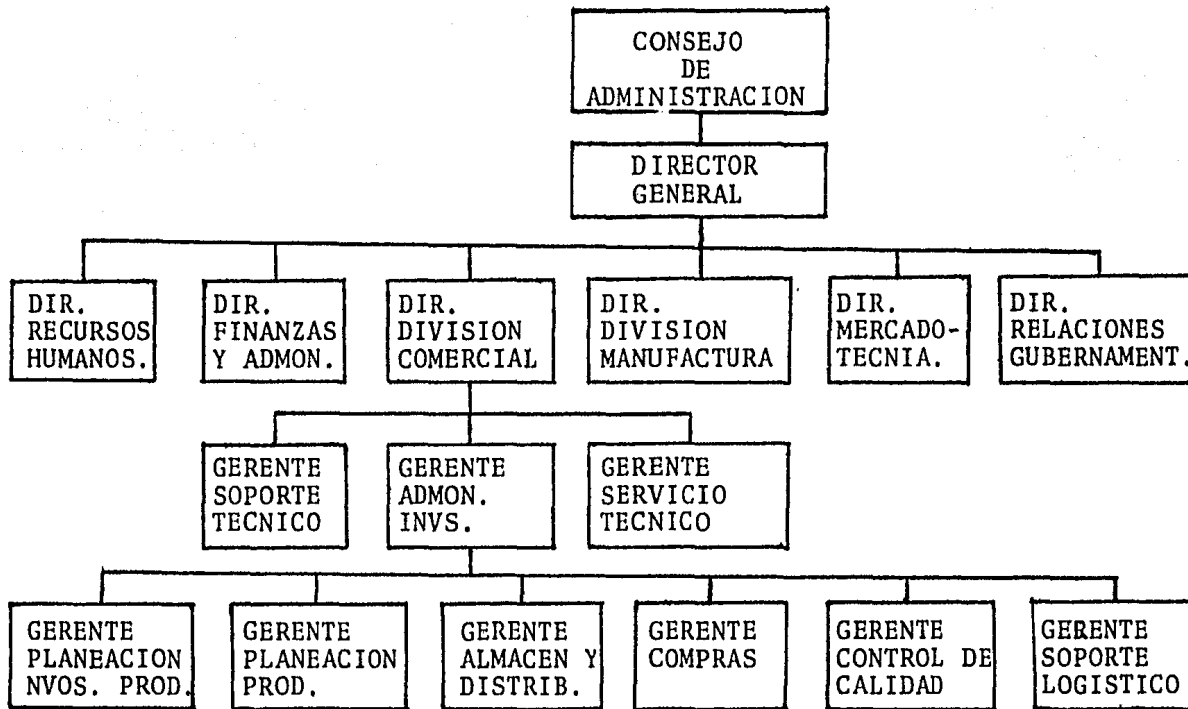 CONSEJO
DE
ADMINISTRACION
DIRECTOR
GENERAL
DIR.
RECURSOS
HUMANOS.
DIR.
FINANZAS
Y ADMON.
DIR.
DIVISION
COMERCIAL
DIR.
DIVISION
MANUFACTURA
DIR.
MERCADO-
TECNIA.
DIR.
RELACIONES
GUBERNAMENT.
GERENTE
SOPORTE
TECNICO
GERENTE
ADMON.
INVS.
GERENTE
SERVICIO
TECNICO
GERENTE
PLANEACION
NVOS. PROD.
GERENTE
PLANEACION
PROD.
GERENTE
ALMACEN Y
DISTRIB.
GERENTE
COMPRAS
GERENTE
CONTROL DE
CALIDAD
GERENTE
SOPORTE
LOGISTICO